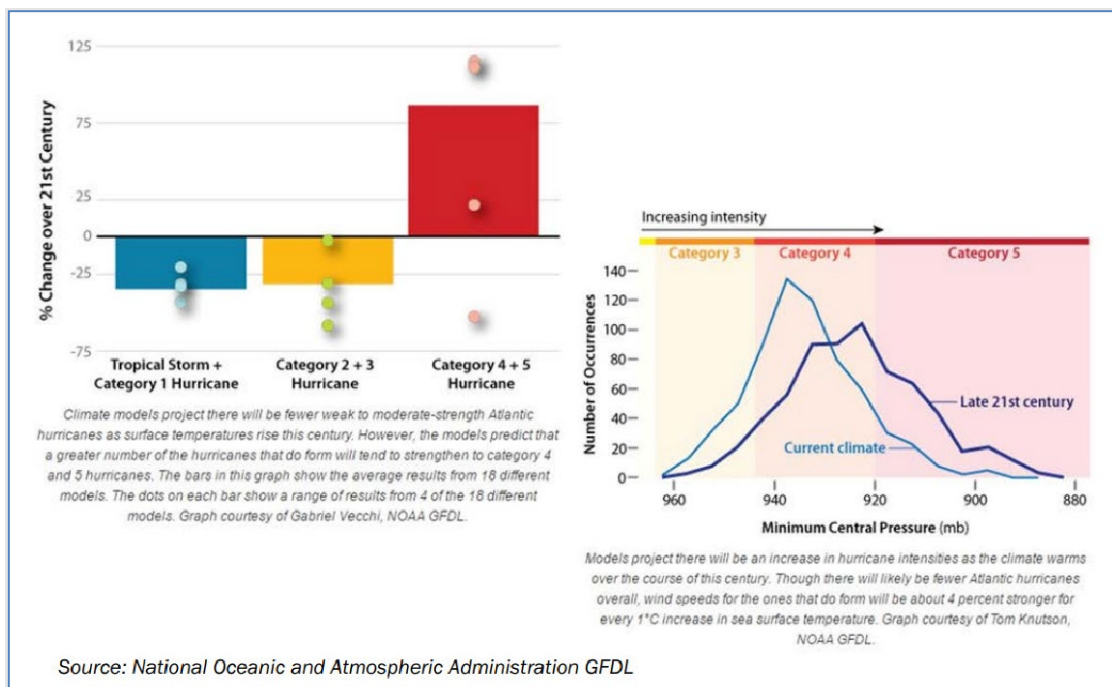 125
75
25
0
-25
-75
% Change over 21st Century
Tropical Storm +
Category 1 Hurricane
Category 2 + 3
Hurricane
Category 4 + 5
Hurricane
Climate models project there will be fewer weak to moderate-strength Atlantic
hurricanes as surface temperatures rise this century. However, the models predict that
a greater number of the hurricanes that do form will tend to strengthen to category 4
and 5 hurricanes. The bars in this graph show the average results from 18 different
models. The dots on each bar show a range of results from 4 of the 18 different
models. Graph courtesy of Gabriel Vecchi, NOAA GFDL.
Increasing intensity
Category 3
Category 4
Category 5
140
120
100
80
60
40
20
0
Number of Occurrences
Late 21st century
Current climate
960
940
920
900
880
Minimum Central Pressure (mb)
Models project there will be an increase in hurricane intensities as the climate warms
over the course of this century. Though there will likely be fewer Atlantic hurricanes
overall, wind speeds for the ones that do form will be about 4 percent stronger for
every 1°C increase in sea surface temperature. Graph courtesy of Tom Knutson,
NOAA GFDL.
Source: National Oceanic and Atmospheric Administration GFDL